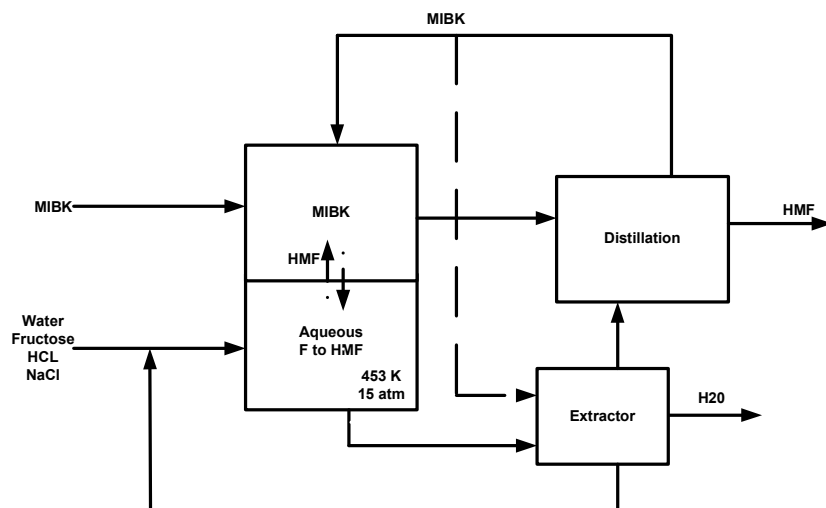 MIBK
MIBK
MIBK
HMF
Distillation
HMF
Water
Fructose
HCL
NaCl
Aqueous
F to HMF
453 K
15 atm
Extractor
H20